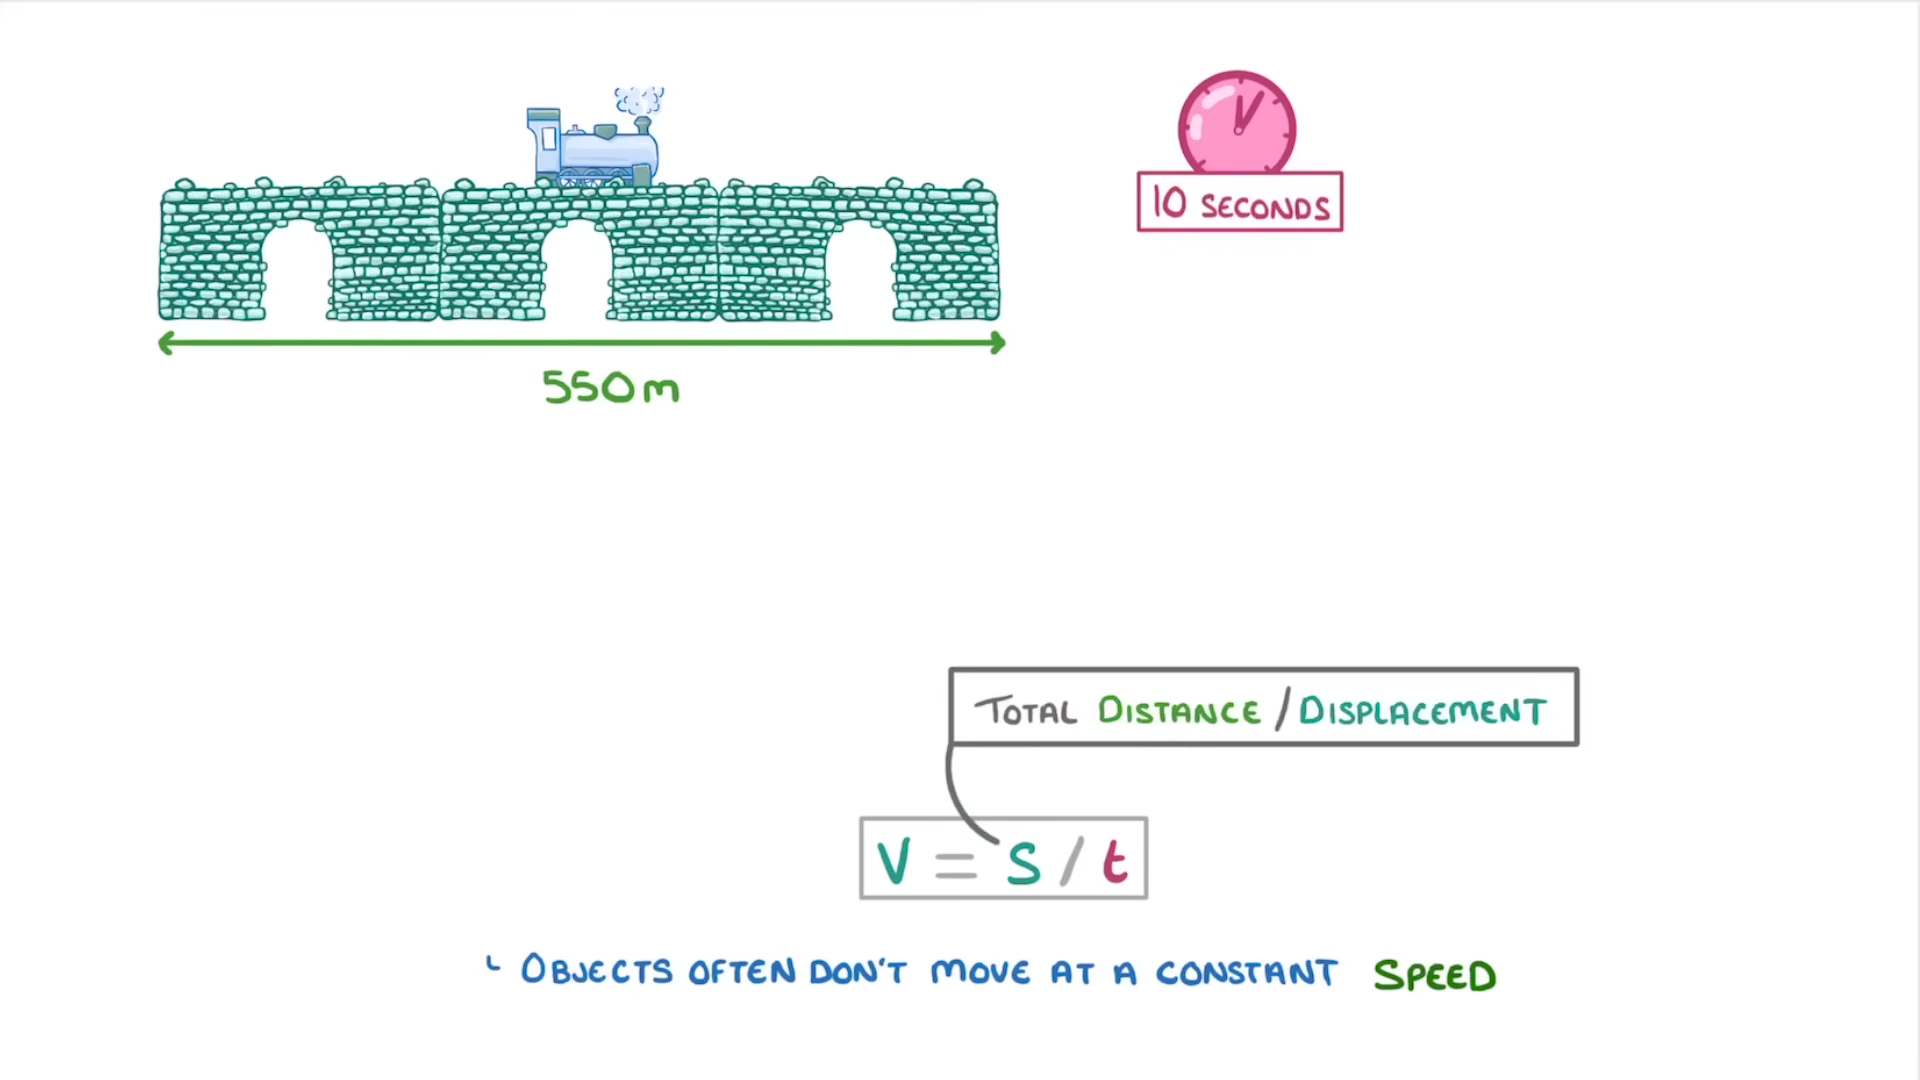 10 SECONDS
550m
TOTAL DISTANCE / DISPLACEMENT
V = S / t
↳ OBJECTS OFTEN DON'T MOVE AT A CONSTANT SPEED